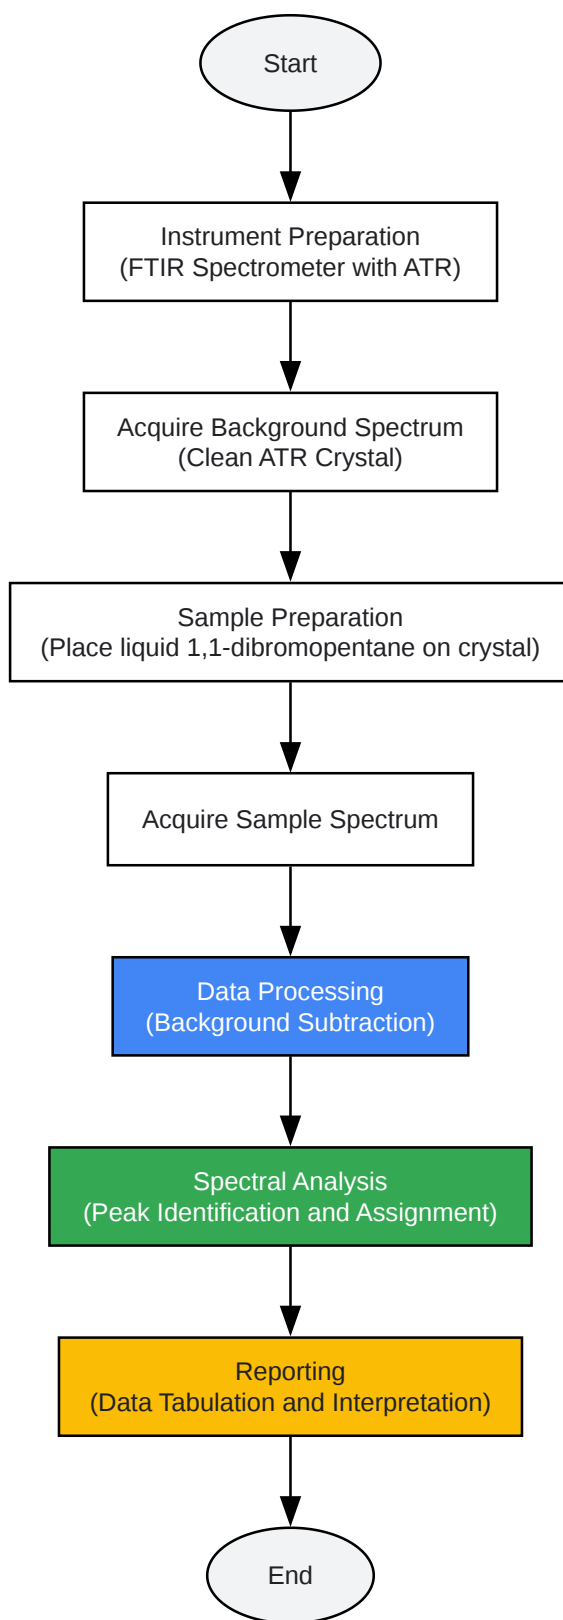 Start
Instrument Preparation
(FTIR Spectrometer with ATR)
Acquire Background Spectrum
(Clean ATR Crystal)
Sample Preparation
(Place liquid 1,1-dibromopentane on crystal)
Acquire Sample Spectrum
Data Processing
(Background Subtraction)
Spectral Analysis
(Peak Identification and Assignment)
Reporting
(Data Tabulation and Interpretation)
End